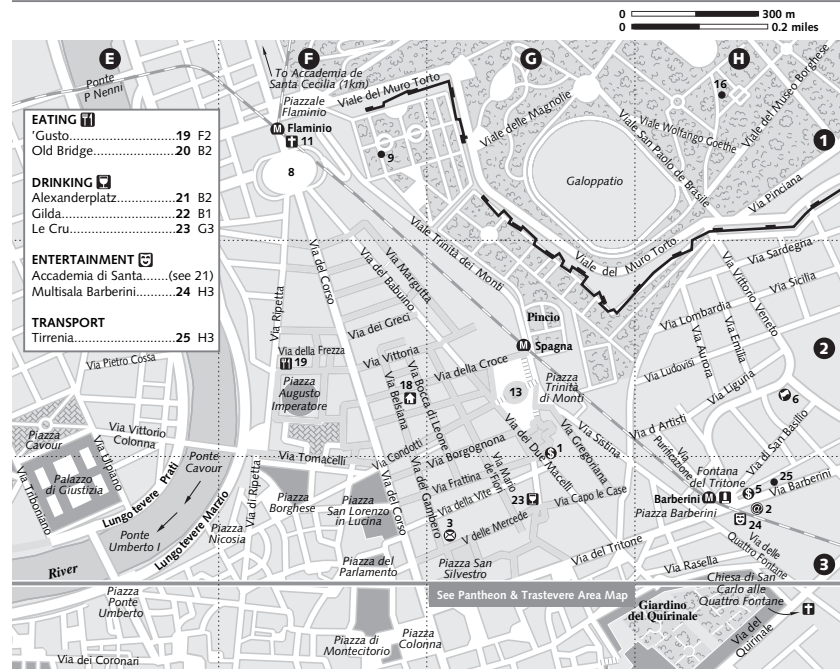 0 300 m
0 0.2 miles
E
F
G
H
1
2
3
EATING
'Gusto 19 F2
Old Bridge 20 B2
DRINKING
Alexanderplatz 21 B2
Gilda 22 B1
Le Cru 23 G3
ENTERTAINMENT
Accademia di Santa (see 21)
Multisala Barberini 24 H3
TRANSPORT
Tirrenia 25 H3
Ponte
P Nenni
To Accademia de
Santa Cecilia (1km)
Piazzale
Flaminio
Viale del Muro Torto
M Flaminio
11
9
8
Viale delle Magnolie
Galoppatio
16
Viale Wolfango Goethe
Viale San Paolo de Brasile
Viale del Museo Borghese
Via Pinciana
Viale del Muro Torto
Viale Trinità dei Monti
Via Sardegna
Via Sicilia
Via Vittorio Veneto
Via Lombardia
Via Emilia
Via Aurora
Via Ludovisi
Via Liguria
6
Via del Corso
Via del Babuino
Via Margutta
Via Ripetta
Via dei Greci
Via della Frezza
19
Via Vittoria
Via della Croce
Pincio
M Spagna
Piazza
Trinità
di Monti
13
18
Via Belsiana
Via Bocca di Leone
Piazza
Augusto
Imperatore
Via Pietro Cossa
Via Vittorio
Colonna
Piazza
Cavour
Via Ulpiano
Palazzo
di Giustizia
Via Triboniano
Ponte
Cavour
Lungotevere Prati
Lungotevere Marzio
Ponte
Umberto I
River
Via di Ripetta
Via Tomacelli
Piazza
Borghese
Piazza
Nicosia
Piazza
San Lorenzo
in Lucina
Via Condotti
Via Borgognona
Via Frattina
Via della Vite
Via Mario
de Fiori
Via dei Due Macelli
Via Gregoriana
Via Sistina
1
23
Via Capo le Case
V delle Mercede
3
Via del Gambero
Via del Corso
Piazza del
Parlamento
Piazza San
Silvestro
Via del Tritone
Via d Artisti
Via
Purificazione
Via di San Basilio
Fontana
del Tritone
25
5
Barberini M
2
Via Barberini
Piazza Barberini
24
Via delle
Quattro Fontane
Via Rasella
Chiesa di San
Carlo alle
Quattro Fontane
See Pantheon & Trastevere Area Map
Giardino
del Quirinale
Via del
Quirinale
Piazza
Ponte
Umberto
Via dei Coronari
Piazza di
Montecitorio
Piazza
Colonna